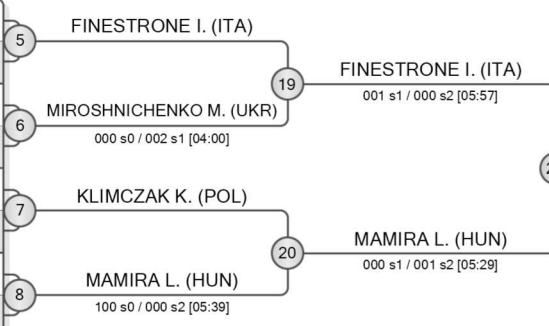 5
FINESTRONE I. (ITA)
19
FINESTRONE I. (ITA)
001 s1 / 000 s2 [05:57]
6
MIROSHNICHENKO M. (UKR)
000 s0 / 002 s1 [04:00]
7
KLIMCZAK K. (POL)
20
MAMIRA L. (HUN)
000 s1 / 001 s2 [05:29]
8
MAMIRA L. (HUN)
100 s0 / 000 s2 [05:39]